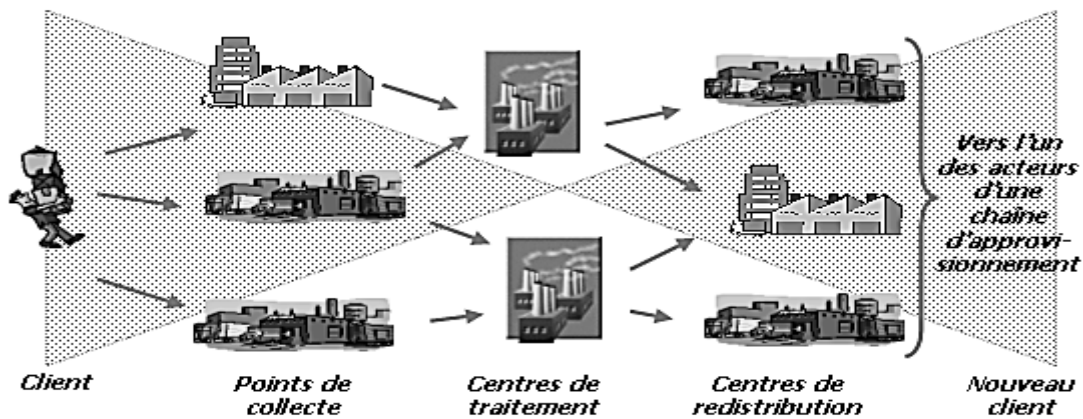 Vers l'un
des acteurs
d'une
chaîne
d'approvi-
sionnement
Client
Points de
collecte
Centres de
traitement
Centres de
redistribution
Nouveau
client